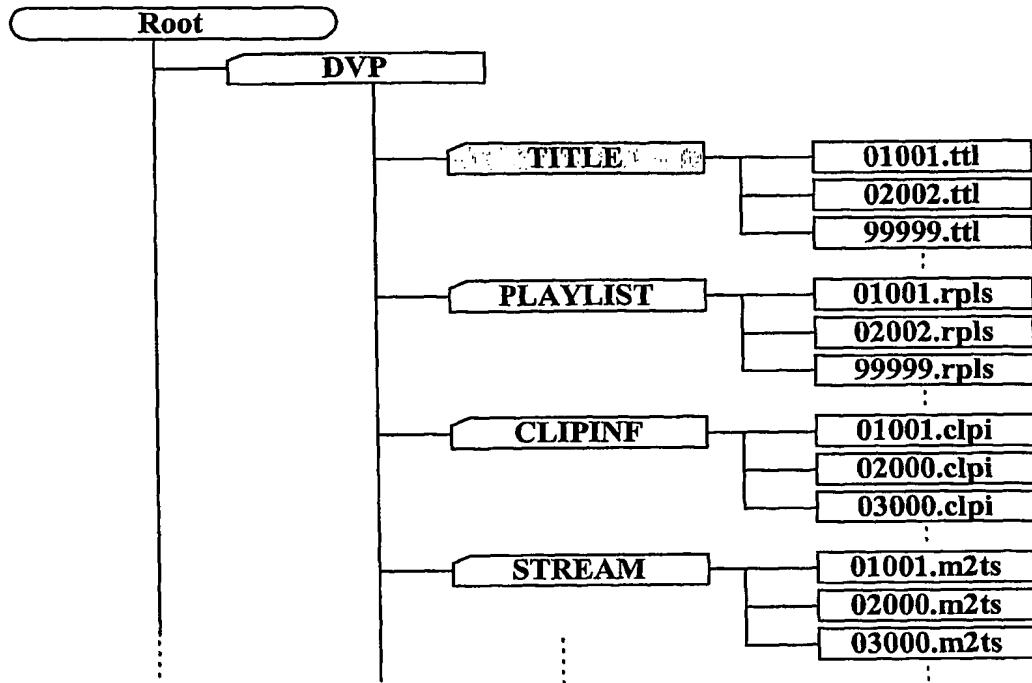 Root
DVP
TITLE
01001.ttl
02002.ttl
99999.ttl
PLAYLIST
01001.rpls
02002.rpls
99999.rpls
CLIPINF
01001.clpi
02000.clpi
03000.clpi
STREAM
01001.m2ts
02000.m2ts
03000.m2ts